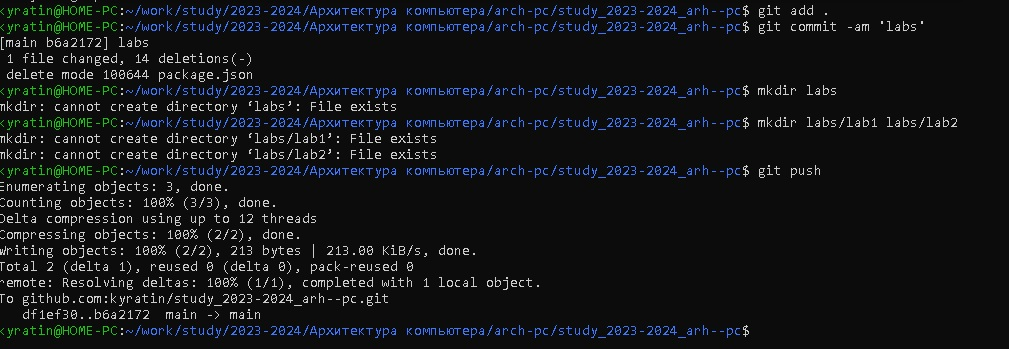 kyratin@HOME-PC:~/work/study/2023-2024/Архитектура компьютера/arch-pc/study_2023-2024_arh--pc$ git add .
kyratin@HOME-PC:~/work/study/2023-2024/Архитектура компьютера/arch-pc/study_2023-2024_arh--pc$ git commit -am 'labs'
[main b6a2172] labs
 1 file changed, 14 deletions(-)
 delete mode 100644 package.json
kyratin@HOME-PC:~/work/study/2023-2024/Архитектура компьютера/arch-pc/study_2023-2024_arh--pc$ mkdir labs
mkdir: cannot create directory ‘labs’: File exists
kyratin@HOME-PC:~/work/study/2023-2024/Архитектура компьютера/arch-pc/study_2023-2024_arh--pc$ mkdir labs/lab1 labs/lab2
mkdir: cannot create directory ‘labs/lab1’: File exists
mkdir: cannot create directory ‘labs/lab2’: File exists
kyratin@HOME-PC:~/work/study/2023-2024/Архитектура компьютера/arch-pc/study_2023-2024_arh--pc$ git push
Enumerating objects: 3, done.
Counting objects: 100% (3/3), done.
Delta compression using up to 12 threads
Compressing objects: 100% (2/2), done.
Writing objects: 100% (2/2), 213 bytes | 213.00 KiB/s, done.
Total 2 (delta 1), reused 0 (delta 0), pack-reused 0
remote: Resolving deltas: 100% (1/1), completed with 1 local object.
To github.com:kyratin/study_2023-2024_arh--pc.git
   df1ef30..b6a2172  main -> main
kyratin@HOME-PC:~/work/study/2023-2024/Архитектура компьютера/arch-pc/study_2023-2024_arh--pc$